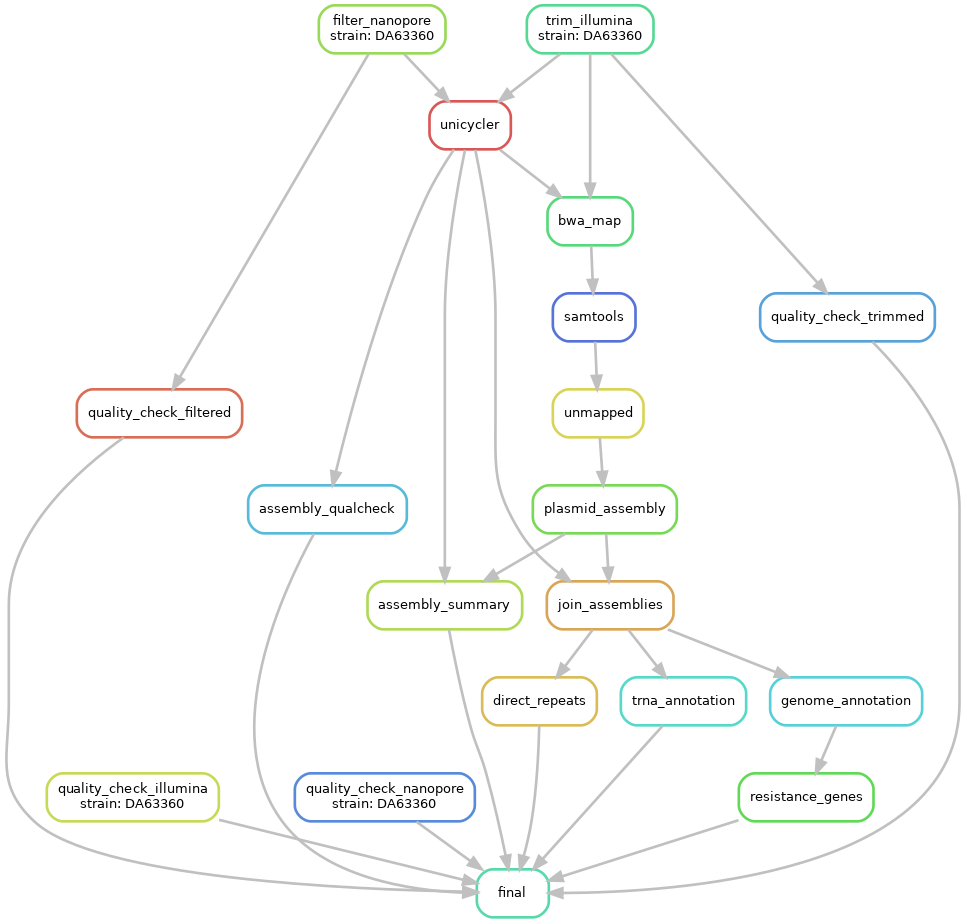 filter_nanopore
strain: DA63360
trim_illumina
strain: DA63360
unicycler
bwa_map
samtools
quality_check_trimmed
quality_check_filtered
unmapped
assembly_qualcheck
plasmid_assembly
assembly_summary
join_assemblies
direct_repeats
trna_annotation
genome_annotation
quality_check_illumina
strain: DA63360
quality_check_nanopore
strain: DA63360
resistance_genes
final